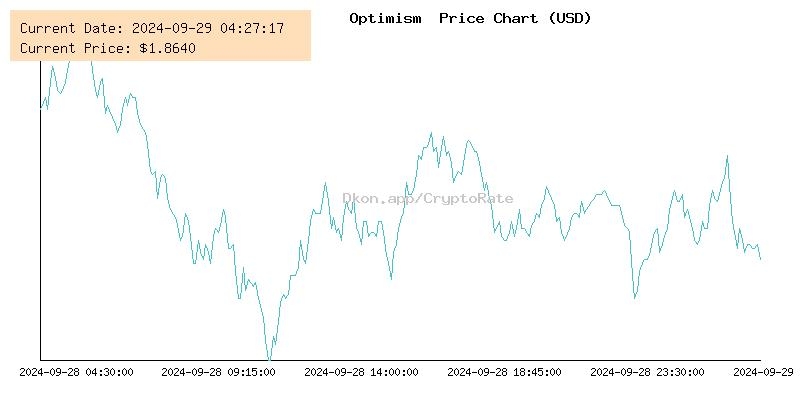 Optimism  Price Chart (USD)
Current Date: 2024-09-29 04:27:17
Current Price: $1.8640
Dkon.app/CryptoRate
2024-09-28 04:30:00 2024-09-28 09:15:00 2024-09-28 14:00:00 2024-09-28 18:45:00 2024-09-28 23:30:00 2024-09-29